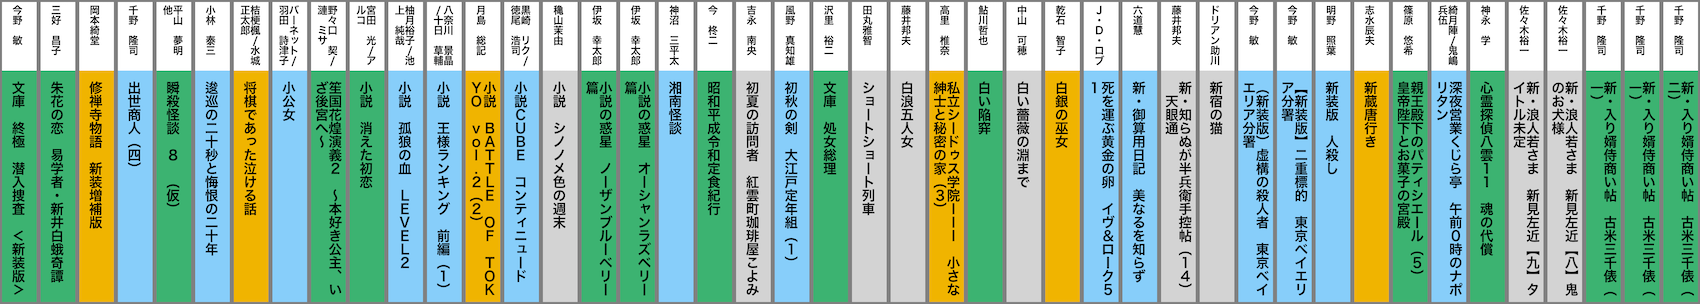 千野 隆司
新・入り婿侍商い帖 古米三千俵（
二）
千野 隆司
新・入り婿侍商い帖 古米三千俵（
一）
千野 隆司
新・入り婿侍商い帖 古米三千俵（
一）
佐々木裕一
新・浪人若さま 新見左近【八】 鬼
のお犬様
佐々木裕一
新・浪人若さま 新見左近【九】 タ
イトル未定
神永 学
心霊探偵八雲１１ 魂の代償
綺月陣／鬼嶋
兵伍
深夜営業くじら亭 午前０時のナポ
リタン
篠原 悠希
親王殿下のパティシエール（５）
皇帝陛下とお菓子の宮殿
志水辰夫
新蔵唐行き
明野 照葉
新装版 人殺し
今野 敏
【新装版】二重標的 東京ベイエリ
ア分署
今野 敏
（新装版）虚構の殺人者 東京ベイ
エリア分署
ドリアン助川
新宿の猫
藤井邦夫
新・知らぬが半兵衛手控帖（１４）
天眼通
六道慧
新・御算用日記 美なるを知らず
Ｊ・Ｄ・ロブ
死を運ぶ黄金の卵 イヴ＆ローク５
１
乾石 智子
白銀の巫女
中山 可穂
白い薔薇の淵まで
鮎川哲也
白い陥穽
高里 椎奈
私立シードゥス学院ーーー 小さな
紳士と秘密の家（３）
藤井邦夫
白浪五人女
田丸雅智
ショートショート列車
沢里 裕二
文庫 処女総理
風野 真知雄
初秋の剣 大江戸定年組（１）
吉永 南央
初夏の訪問者 紅雲町珈琲屋こよみ
今 柊二
昭和平成令和定食紀行
神沼 三平太
湘南怪談
伊坂 幸太郎
小説の惑星 オーシャンラズベリー
篇
伊坂 幸太郎
小説の惑星 ノーザンブルーベリー
篇
穐山茉由
小説 シノノメ色の週末
黒崎 リク／
徳尾 浩司
小説ＣＵＢＥ コンティニュード
月島 総記
小説 ＢＡＴＴＬＥ ＯＦ ＴＯＫ
ＹＯ ｖｏｌ．２（２）
八奈川 景晶
／十日 草輔
小説 王様ランキング 前編（１）
柚月裕子／池
上 純哉
小説 孤狼の血 ＬＥＶＥＬ２
宮田 光／ア
ルコ
小説 消えた初恋
野々口 契／
漣 ミサ
笙国花煌演義２ ～本好き公主、い
ざ後宮へ～
バーネット／
羽田 詩津子
小公女
桔梗楓／水城
正太郎
将棋であった泣ける話
小林 泰三
逡巡の二十秒と悔恨の二十年
平山 夢明
他
瞬殺怪談 ８ （仮）
千野 隆司
出世商人（四）
岡本綺堂
修禅寺物語 新装増補版
三好 昌子
朱花の恋 易学者・新井白蛾奇譚
今野 敏
文庫 終極 潜入捜査 ＜新装版＞